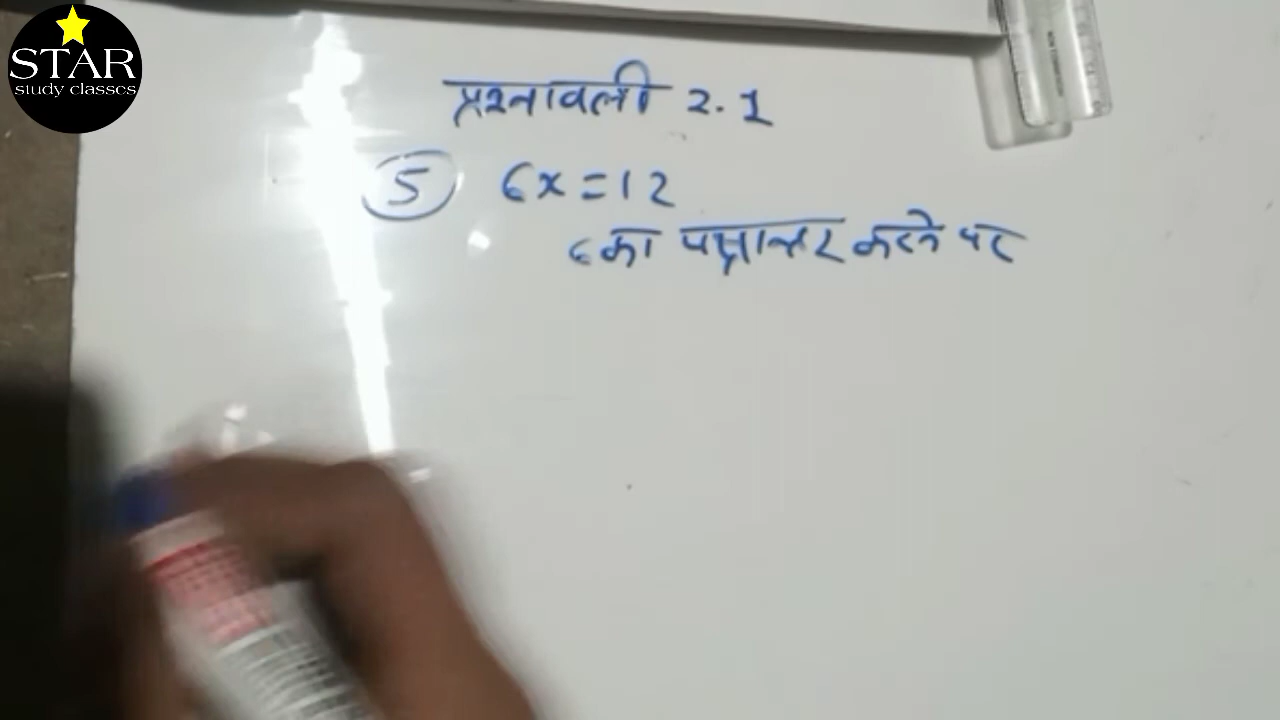 STAR
study classes
प्रश्नावली 2.1
5 6x = 12
6 का पक्षान्तर करने पर